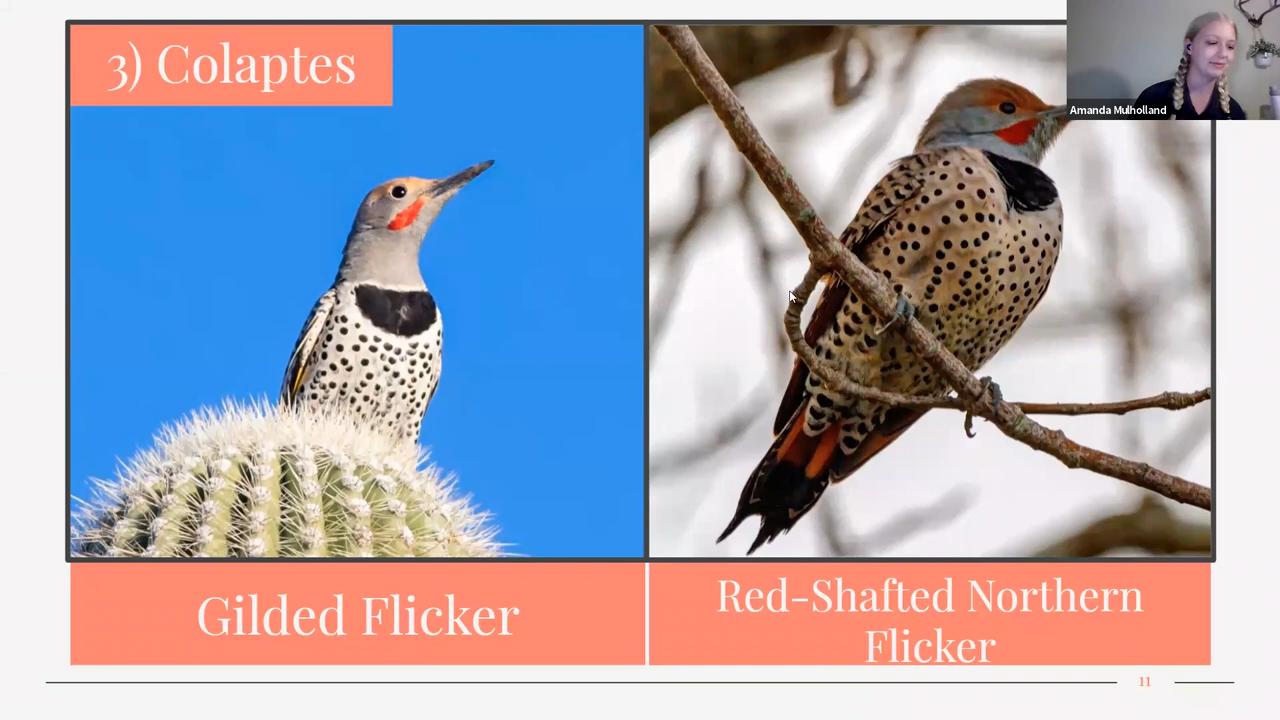 3) Colaptes
Amanda Mulholland
Gilded Flicker
Red-Shafted Northern
Flicker
11